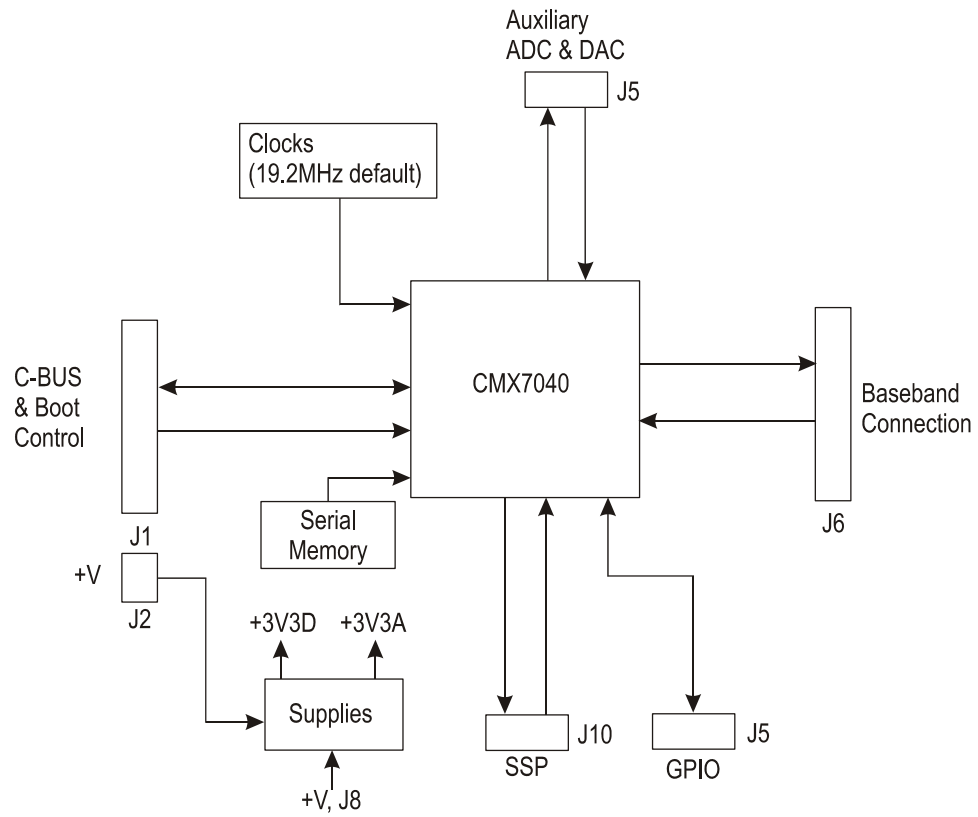 Auxiliary
ADC & DAC
J5
Clocks
(19.2MHz default)
C-BUS
& Boot
Control
J1
CMX7040
Baseband
Connection
J6
Serial
Memory
+V
J2
+3V3D
+3V3A
Supplies
+V, J8
J10
SSP
J5
GPIO